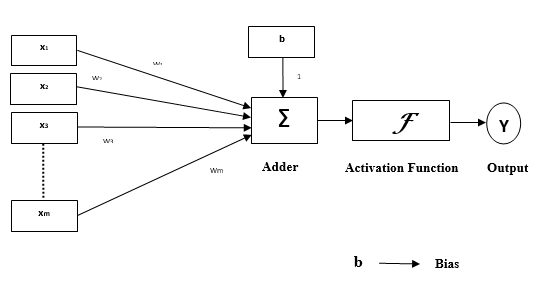 b
x₁
W₁
1
W₂
x₂
x₃
Σ
ℱ
Y
W₃
Adder
Activation Function
Output
Wm
xm
b
Bias